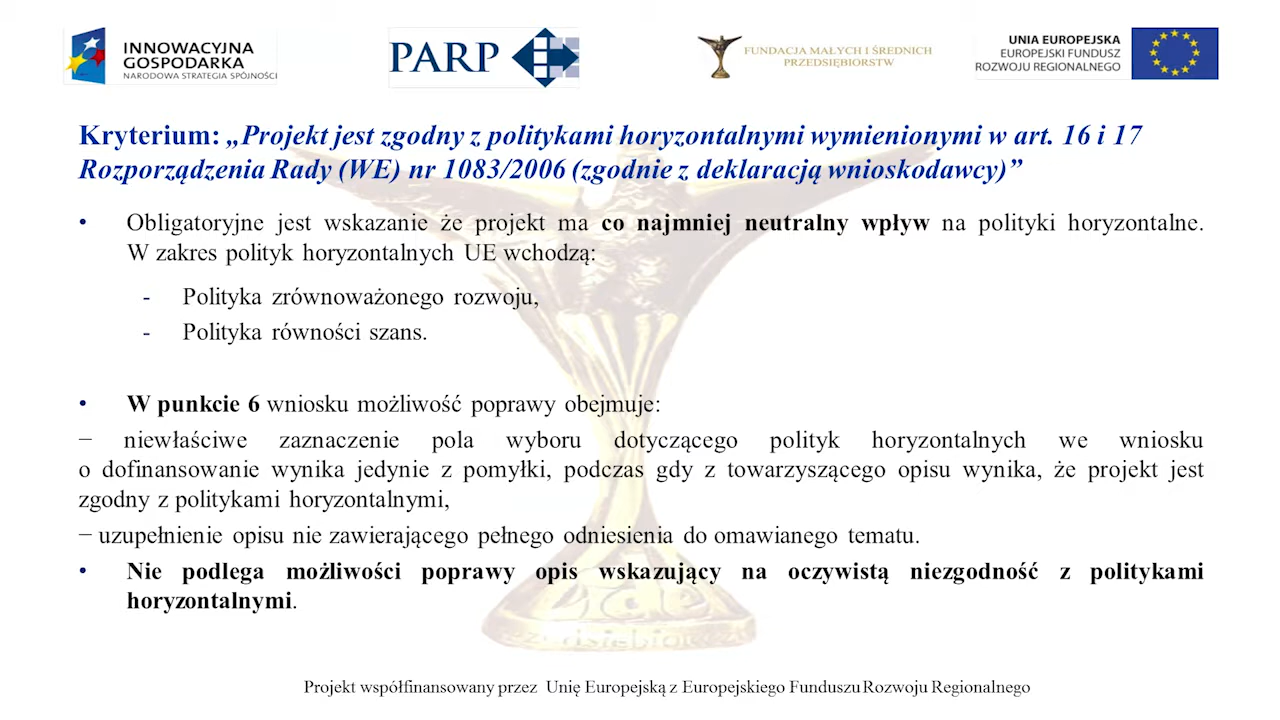 INNOWACYJNA
GOSPODARKA
NARODOWA STRATEGIA SPÓJNOŚCI
PARP
FUNDACJA MAŁYCH I ŚREDNICH
PRZEDSIĘBIORSTW
UNIA EUROPEJSKA
EUROPEJSKI FUNDUSZ
ROZWOJU REGIONALNEGO
Kryterium: „Projekt jest zgodny z politykami horyzontalnymi wymienionymi w art. 16 i 17
Rozporządzenia Rady (WE) nr 1083/2006 (zgodnie z deklaracją wnioskodawcy)”
• Obligatoryjne jest wskazanie że projekt ma co najmniej neutralny wpływ na polityki horyzontalne.
W zakres polityk horyzontalnych UE wchodzą:
- Polityka zrównoważonego rozwoju,
- Polityka równości szans.
• W punkcie 6 wniosku możliwość poprawy obejmuje:
− niewłaściwe zaznaczenie pola wyboru dotyczącego polityk horyzontalnych we wniosku
o dofinansowanie wynika jedynie z pomyłki, podczas gdy z towarzyszącego opisu wynika, że projekt jest
zgodny z politykami horyzontalnymi,
− uzupełnienie opisu nie zawierającego pełnego odniesienia do omawianego tematu.
• Nie podlega możliwości poprawy opis wskazujący na oczywistą niezgodność z politykami
horyzontalnymi.
Projekt współfinansowany przez Unię Europejską z Europejskiego Funduszu Rozwoju Regionalnego